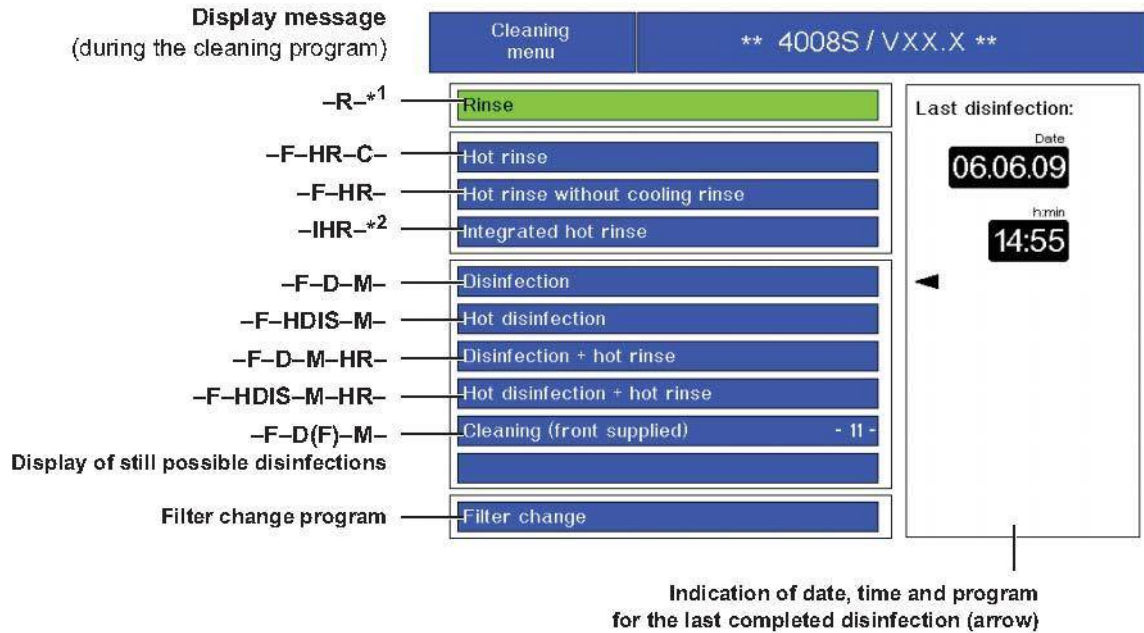 Display message
(during the cleaning program)
Cleaning
menu
** 4008S / VXX.X **
–R–*1
Rinse
–F–HR–C–
Hot rinse
–F–HR–
Hot rinse without cooling rinse
–IHR–*2
Integrated hot rinse
–F–D–M–
Disinfection
–F–HDIS–M–
Hot disinfection
–F–D–M–HR–
Disinfection + hot rinse
–F–HDIS–M–HR–
Hot disinfection + hot rinse
–F–D(F)–M–
Cleaning (front supplied) - 11 -
Display of still possible disinfections
Filter change program
Filter change
Last disinfection:
Date
06.06.09
h:min
14:55
Indication of date, time and program
for the last completed disinfection (arrow)